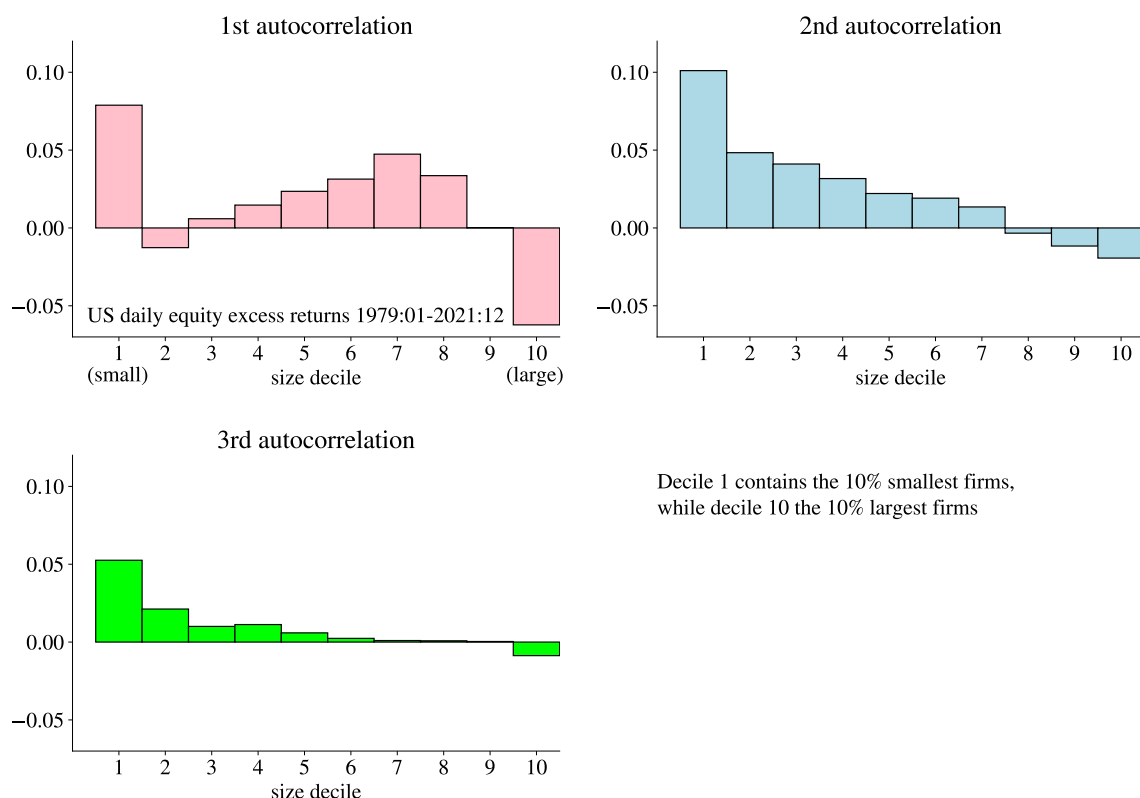 1st autocorrelation
0.10
0.05
0.00
−0.05
US daily equity excess returns 1979:01-2021:12
1 2 3 4 5 6 7 8 9 10
(small) (large)
size decile
2nd autocorrelation
0.10
0.05
0.00
−0.05
1 2 3 4 5 6 7 8 9 10
size decile
3rd autocorrelation
0.10
0.05
0.00
−0.05
1 2 3 4 5 6 7 8 9 10
size decile
Decile 1 contains the 10% smallest firms,
while decile 10 the 10% largest firms